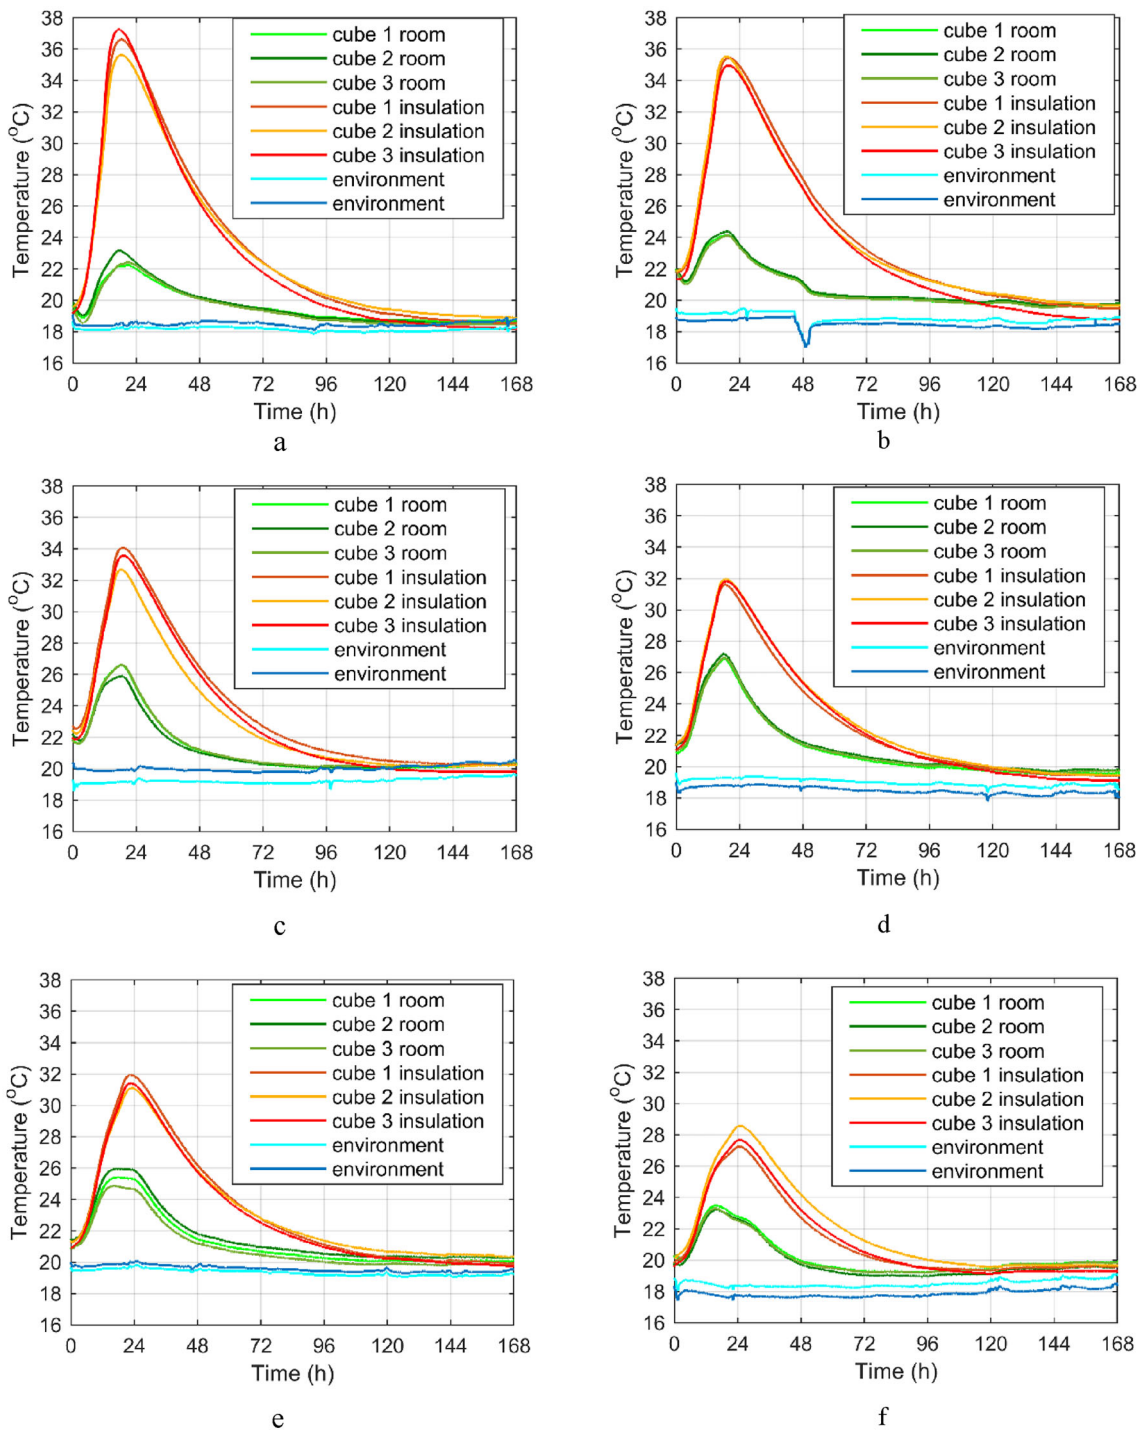 38
36
34
32
30
28
26
24
22
20
18
16
Temperature (°C)
cube 1 room
cube 2 room
cube 3 room
cube 1 insulation
cube 2 insulation
cube 3 insulation
environment
environment
0 24 48 72 96 120 144 168
Time (h)
a
38
36
34
32
30
28
26
24
22
20
18
16
Temperature (°C)
cube 1 room
cube 2 room
cube 3 room
cube 1 insulation
cube 2 insulation
cube 3 insulation
environment
environment
0 24 48 72 96 120 144 168
Time (h)
b
38
36
34
32
30
28
26
24
22
20
18
16
Temperature (°C)
cube 1 room
cube 2 room
cube 3 room
cube 1 insulation
cube 2 insulation
cube 3 insulation
environment
environment
0 24 48 72 96 120 144 168
Time (h)
c
38
36
34
32
30
28
26
24
22
20
18
16
Temperature (°C)
cube 1 room
cube 2 room
cube 3 room
cube 1 insulation
cube 2 insulation
cube 3 insulation
environment
environment
0 24 48 72 96 120 144 168
Time (h)
d
38
36
34
32
30
28
26
24
22
20
18
16
Temperature (°C)
cube 1 room
cube 2 room
cube 3 room
cube 1 insulation
cube 2 insulation
cube 3 insulation
environment
environment
0 24 48 72 96 120 144 168
Time (h)
e
38
36
34
32
30
28
26
24
22
20
18
16
Temperature (°C)
cube 1 room
cube 2 room
cube 3 room
cube 1 insulation
cube 2 insulation
cube 3 insulation
environment
environment
0 24 48 72 96 120 144 168
Time (h)
f